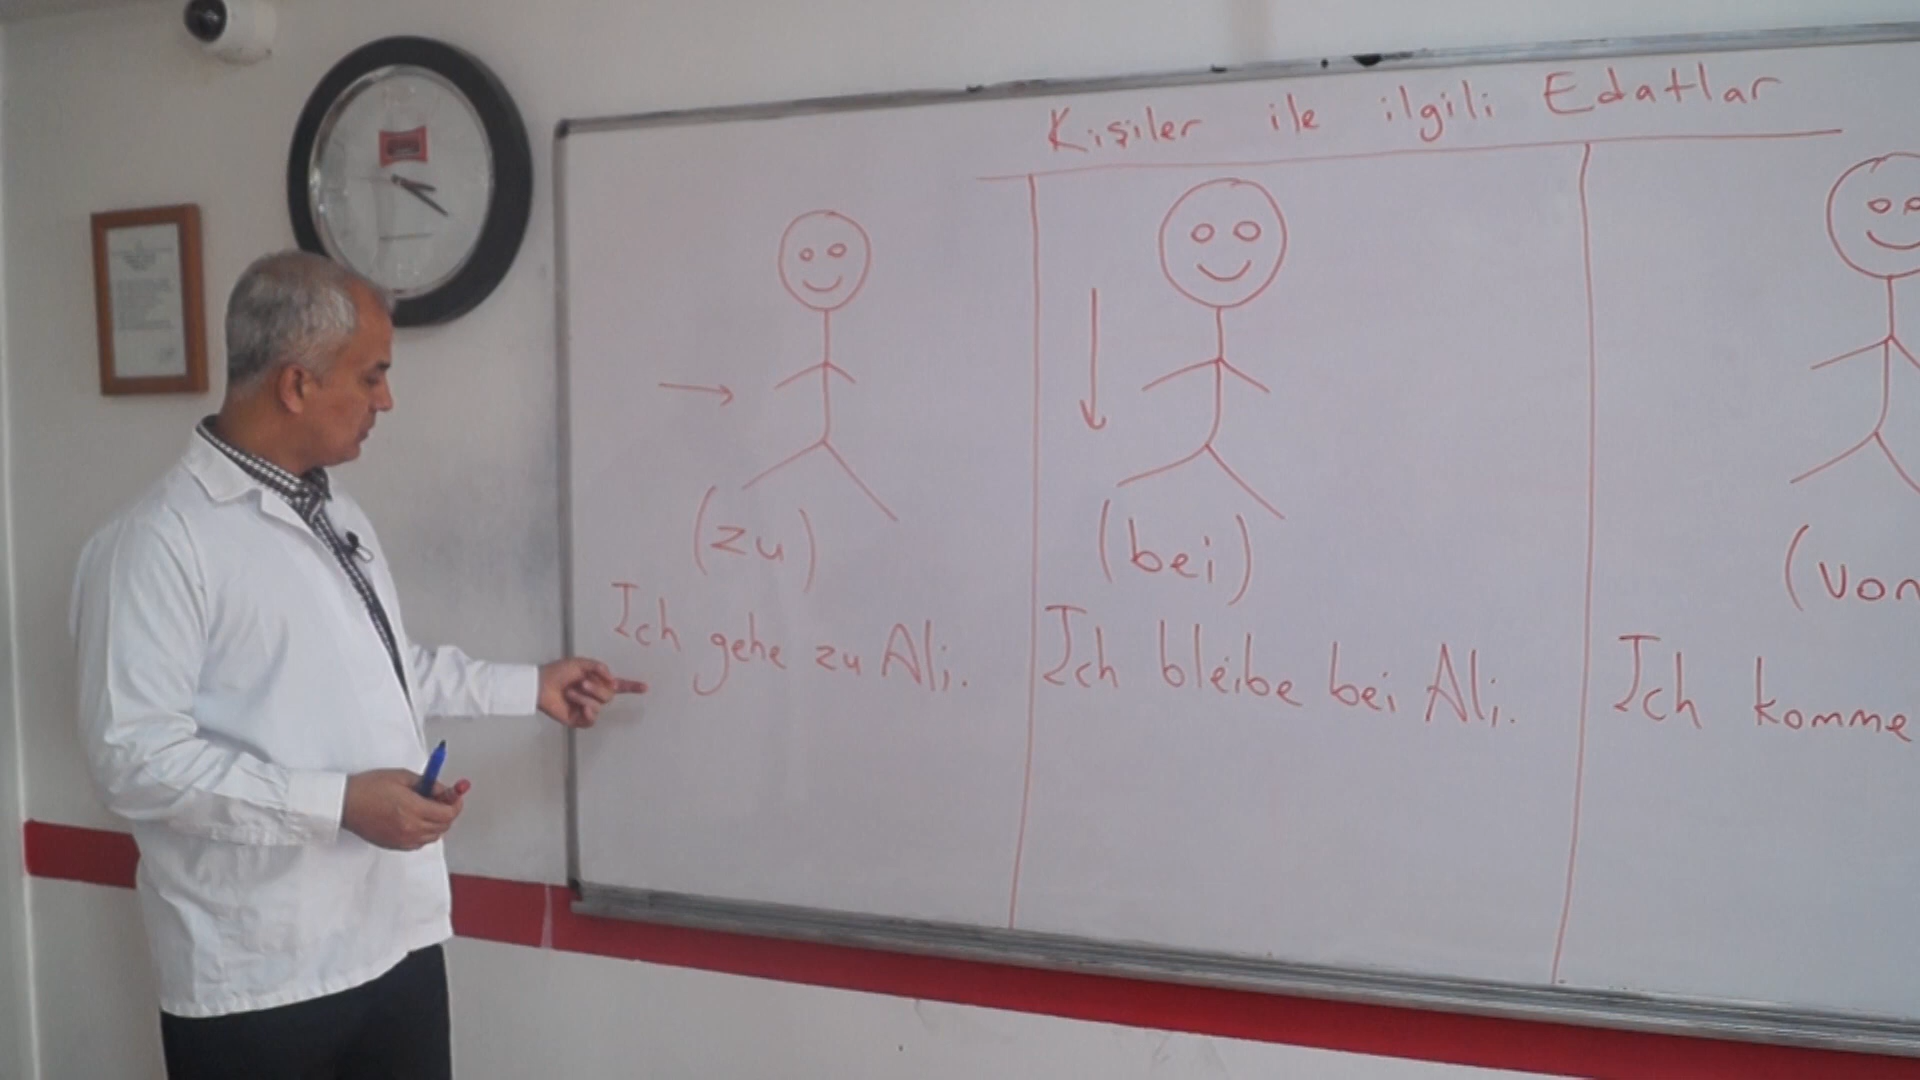 Kişiler ile ilgili Edatlar
(zu)
Ich gehe zu Ali.
(bei)
Ich bleibe bei Ali.
(von
Ich komme